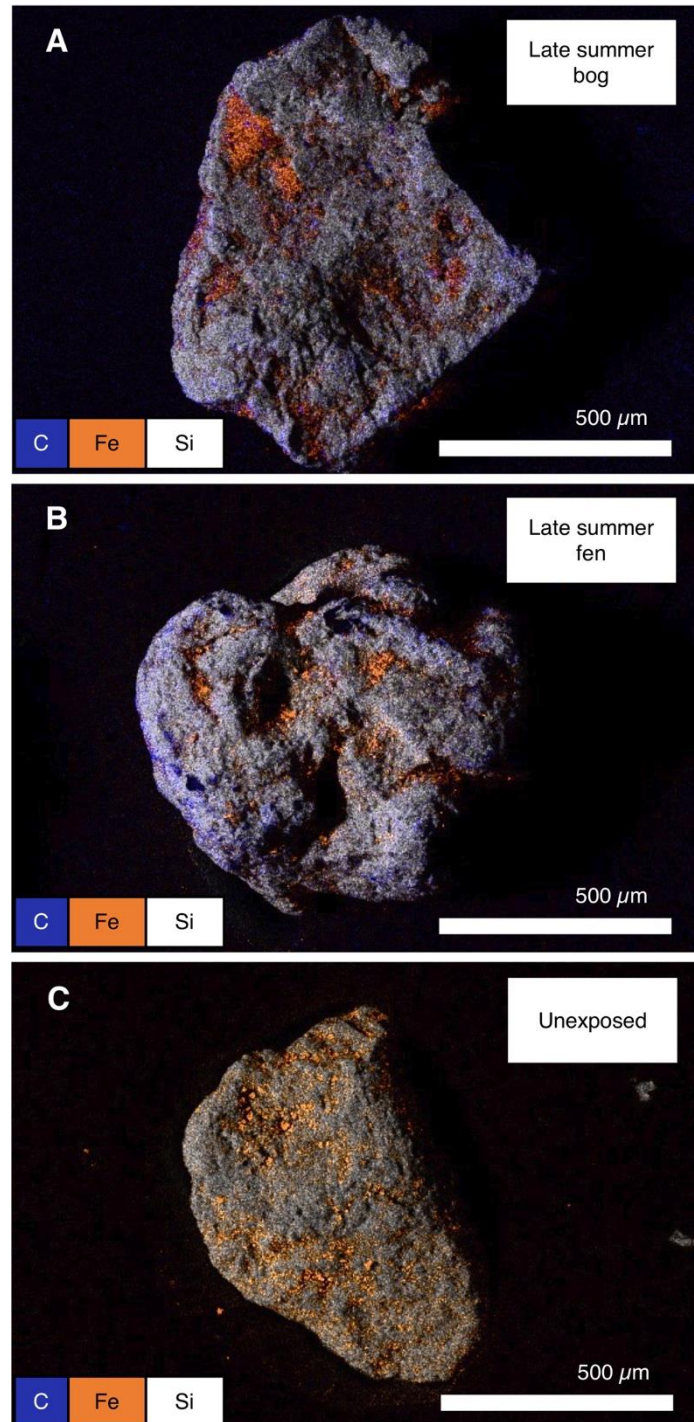 A
Late summer
bog
500 µm
C Fe Si
B
Late summer
fen
500 µm
C Fe Si
C
Unexposed
500 µm
C Fe Si